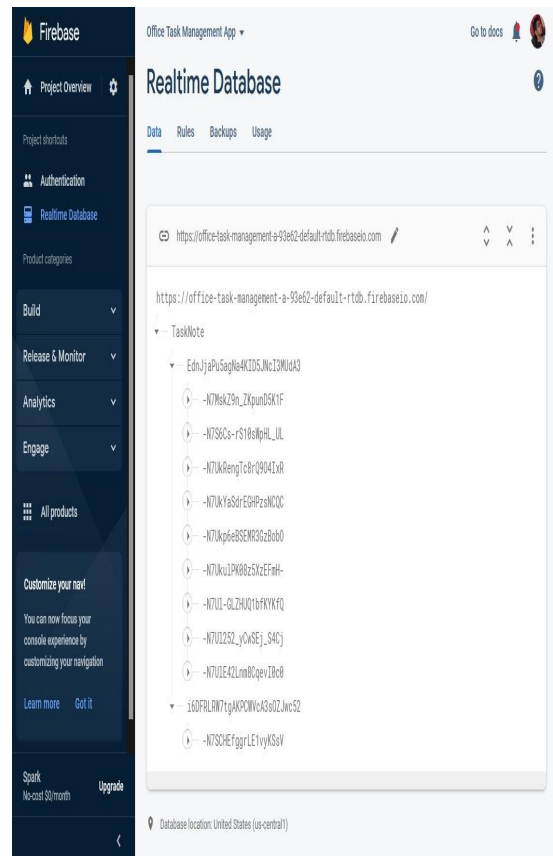 Firebase
Project Overview
Project shortcuts
Authentication
Realtime Database
Product categories
Build
Release & Monitor
Analytics
Engage
All products
Customize your nav!
You can now focus your
console experience by
customizing your navigation
Learn more Got it
Spark
No-cost $0/month
Upgrade
Office Task Management App
Go to docs
Realtime Database
Data Rules Backups Usage
https://office-task-management-a-93e62-default-rtdb.firebaseio.com
https://office-task-management-a-93e62-default-rtdb.firebaseio.com/
TaskNote
EdnJjaPu5agNa4KID5JNcI3MUdA3
-N7MskZ9n_ZKpunD5K1F
-N7S6Cs-rS10sWpHL_UL
-N7UkRengTc8rQ9O4IxR
-N7UkYaSdrEGHPzsNCQC
-N7Ukp6eBSEMR3GzBobO
-N7UkulPK08z5XzEFmH-
-N7Ul-GLZHUQ1bfKYKfQ
-N7Ul252_yCwSEj_S4Cj
-N7UlE42Lnm8CqevI0c0
i6DFRLRW7tgAKPOWVcA3sOZJwc52
-N7SCHEfggrLE1vyKSsV
Database location: United States (us-central1)